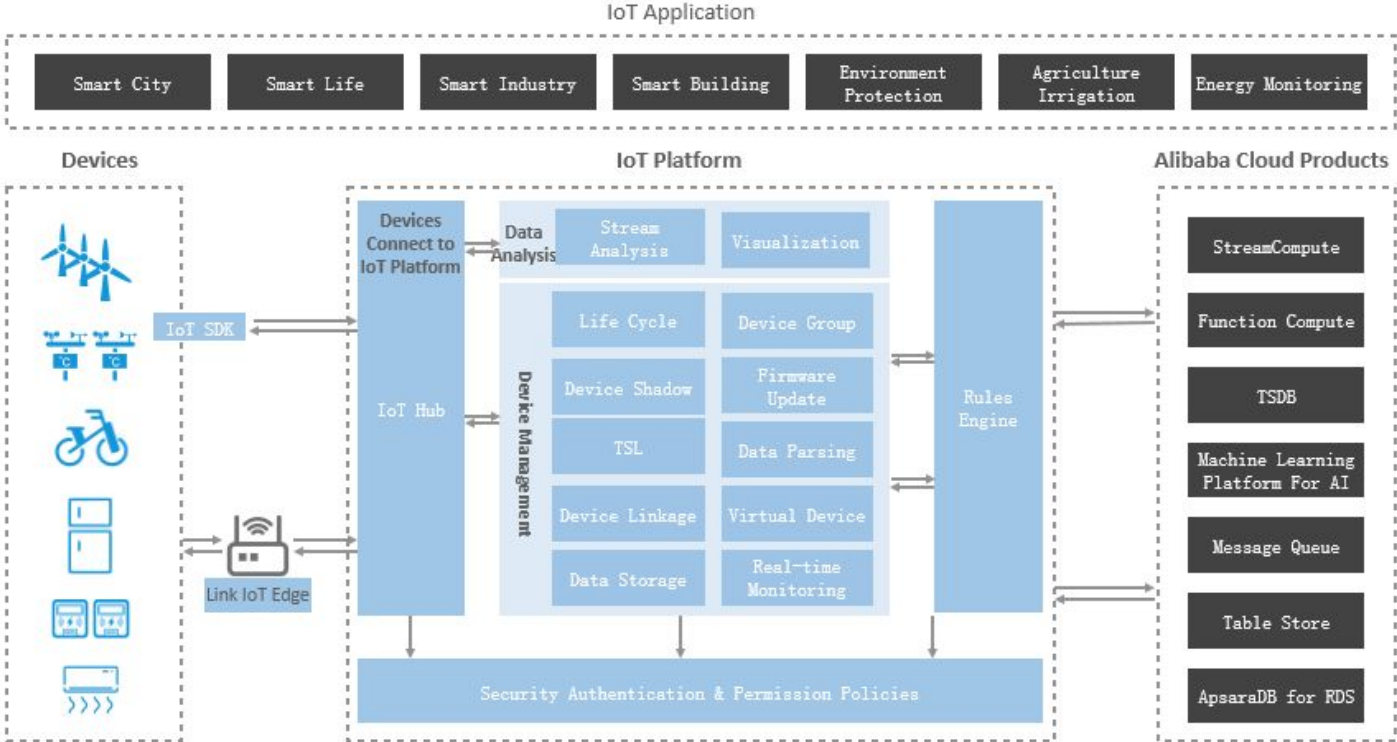 IoT Application
Smart City
Smart Life
Smart Industry
Smart Building
Environment
Protection
Agriculture
Irrigation
Energy Monitoring
Devices
IoT Platform
Alibaba Cloud Products
IoT SDK
Link IoT Edge
Devices
Connect to
IoT Platform
IoT Hub
Data
Analysis
Stream
Analysis
Visualization
Device Management
Life Cycle
Device Group
Device Shadow
Firmware
Update
TSL
Data Parsing
Device Linkage
Virtual Device
Data Storage
Real-time
Monitoring
Rules
Engine
Security Authentication & Permission Policies
StreamCompute
Function Compute
TSDB
Machine Learning
Platform For AI
Message Queue
Table Store
ApsaraDB for RDS
°C
°C